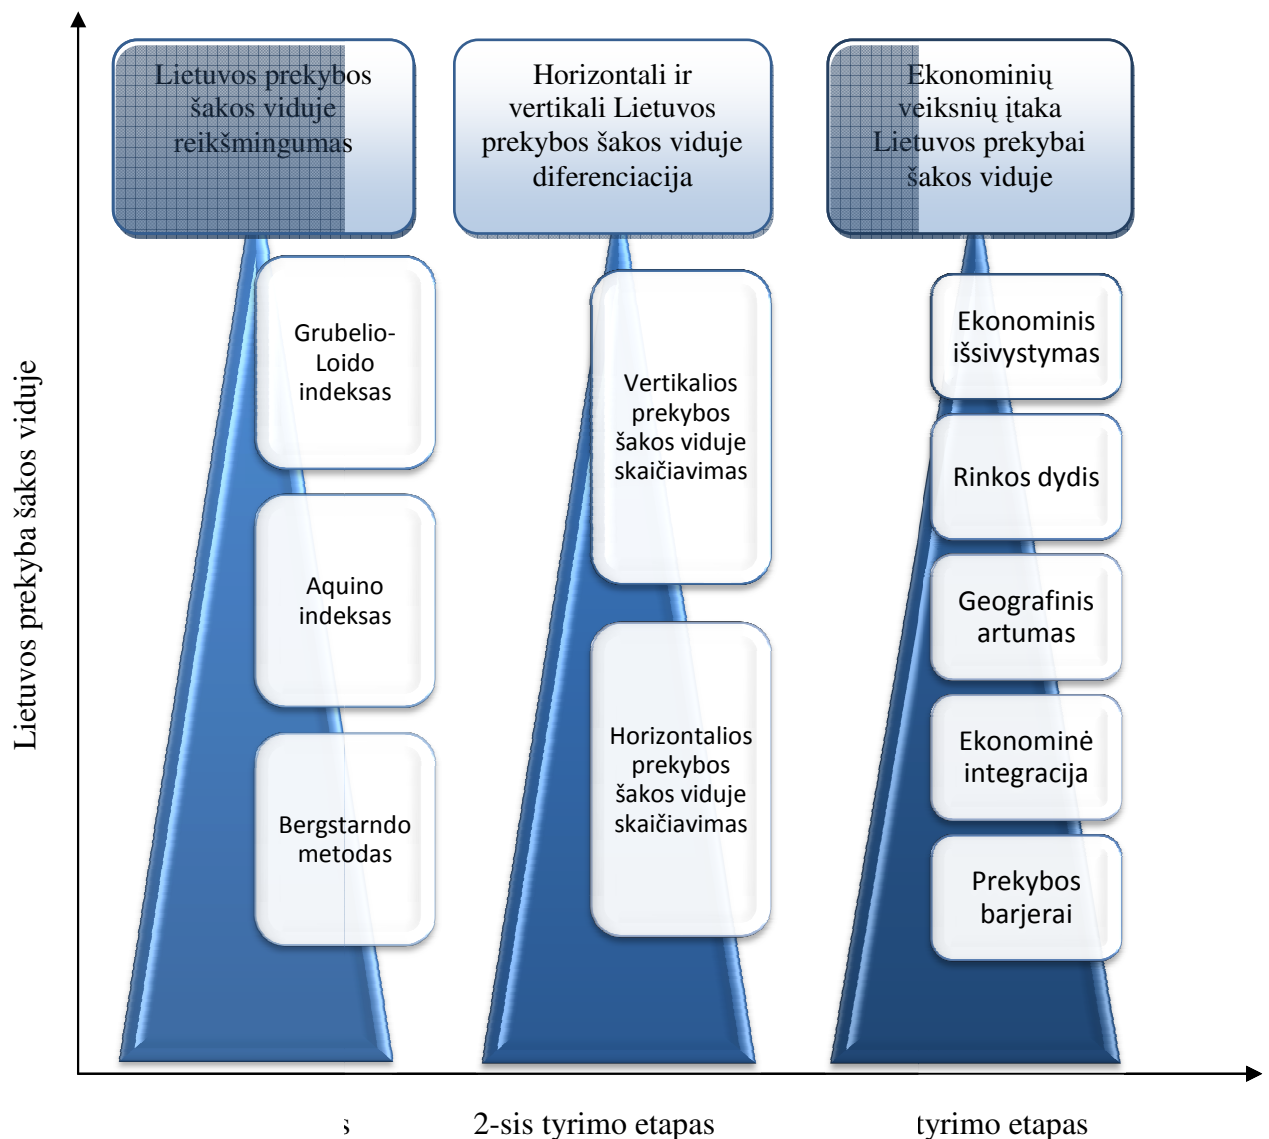 Lietuvos prekyba šakos viduje
Lietuvos prekybos
šakos viduje
reikšmingumas
Grubelio-
Loido
indeksas
Aquino
indeksas
Bergstarndo
metodas
Horizontali ir
vertikali Lietuvos
prekybos šakos viduje
diferenciacija
Vertikalios
prekybos
šakos viduje
skaičiavimas
Horizontalios
prekybos
šakos viduje
skaičiavimas
Ekonominių
veiksnių įtaka
Lietuvos prekybai
šakos viduje
Ekonominis
išsivystymas
Rinkos dydis
Geografinis
artumas
Ekonominė
integracija
Prekybos
barjerai
2-sis tyrimo etapas
tyrimo etapas